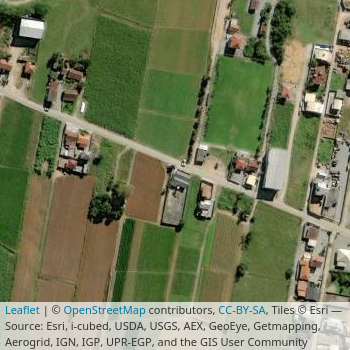 Leaflet | © OpenStreetMap contributors, CC-BY-SA, Tiles © Esri —
Source: Esri, i-cubed, USDA, USGS, AEX, GeoEye, Getmapping,
Aerogrid, IGN, IGP, UPR-EGP, and the GIS User Community